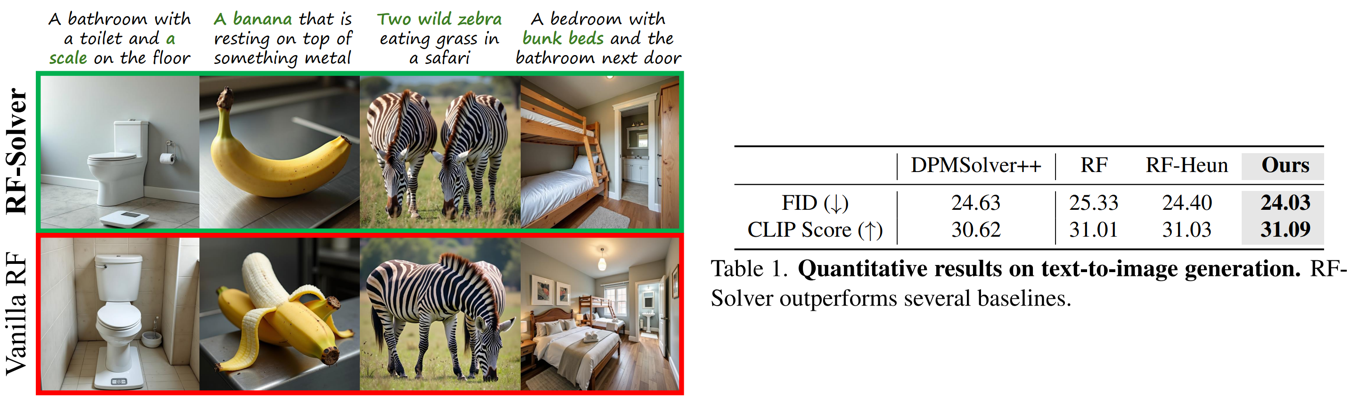 A bathroom with
a toilet and a
scale on the floor
A banana that is
resting on top of
something metal
Two wild zebra
eating grass in
a safari
A bedroom with
bunk beds and the
bathroom next door
RF-Solver
Vanilla RF
DPMSolver++ RF RF-Heun Ours
FID (↓) 24.63 25.33 24.40 24.03
CLIP Score (↑) 30.62 31.01 31.03 31.09
Table 1. Quantitative results on text-to-image generation. RF-
Solver outperforms several baselines.